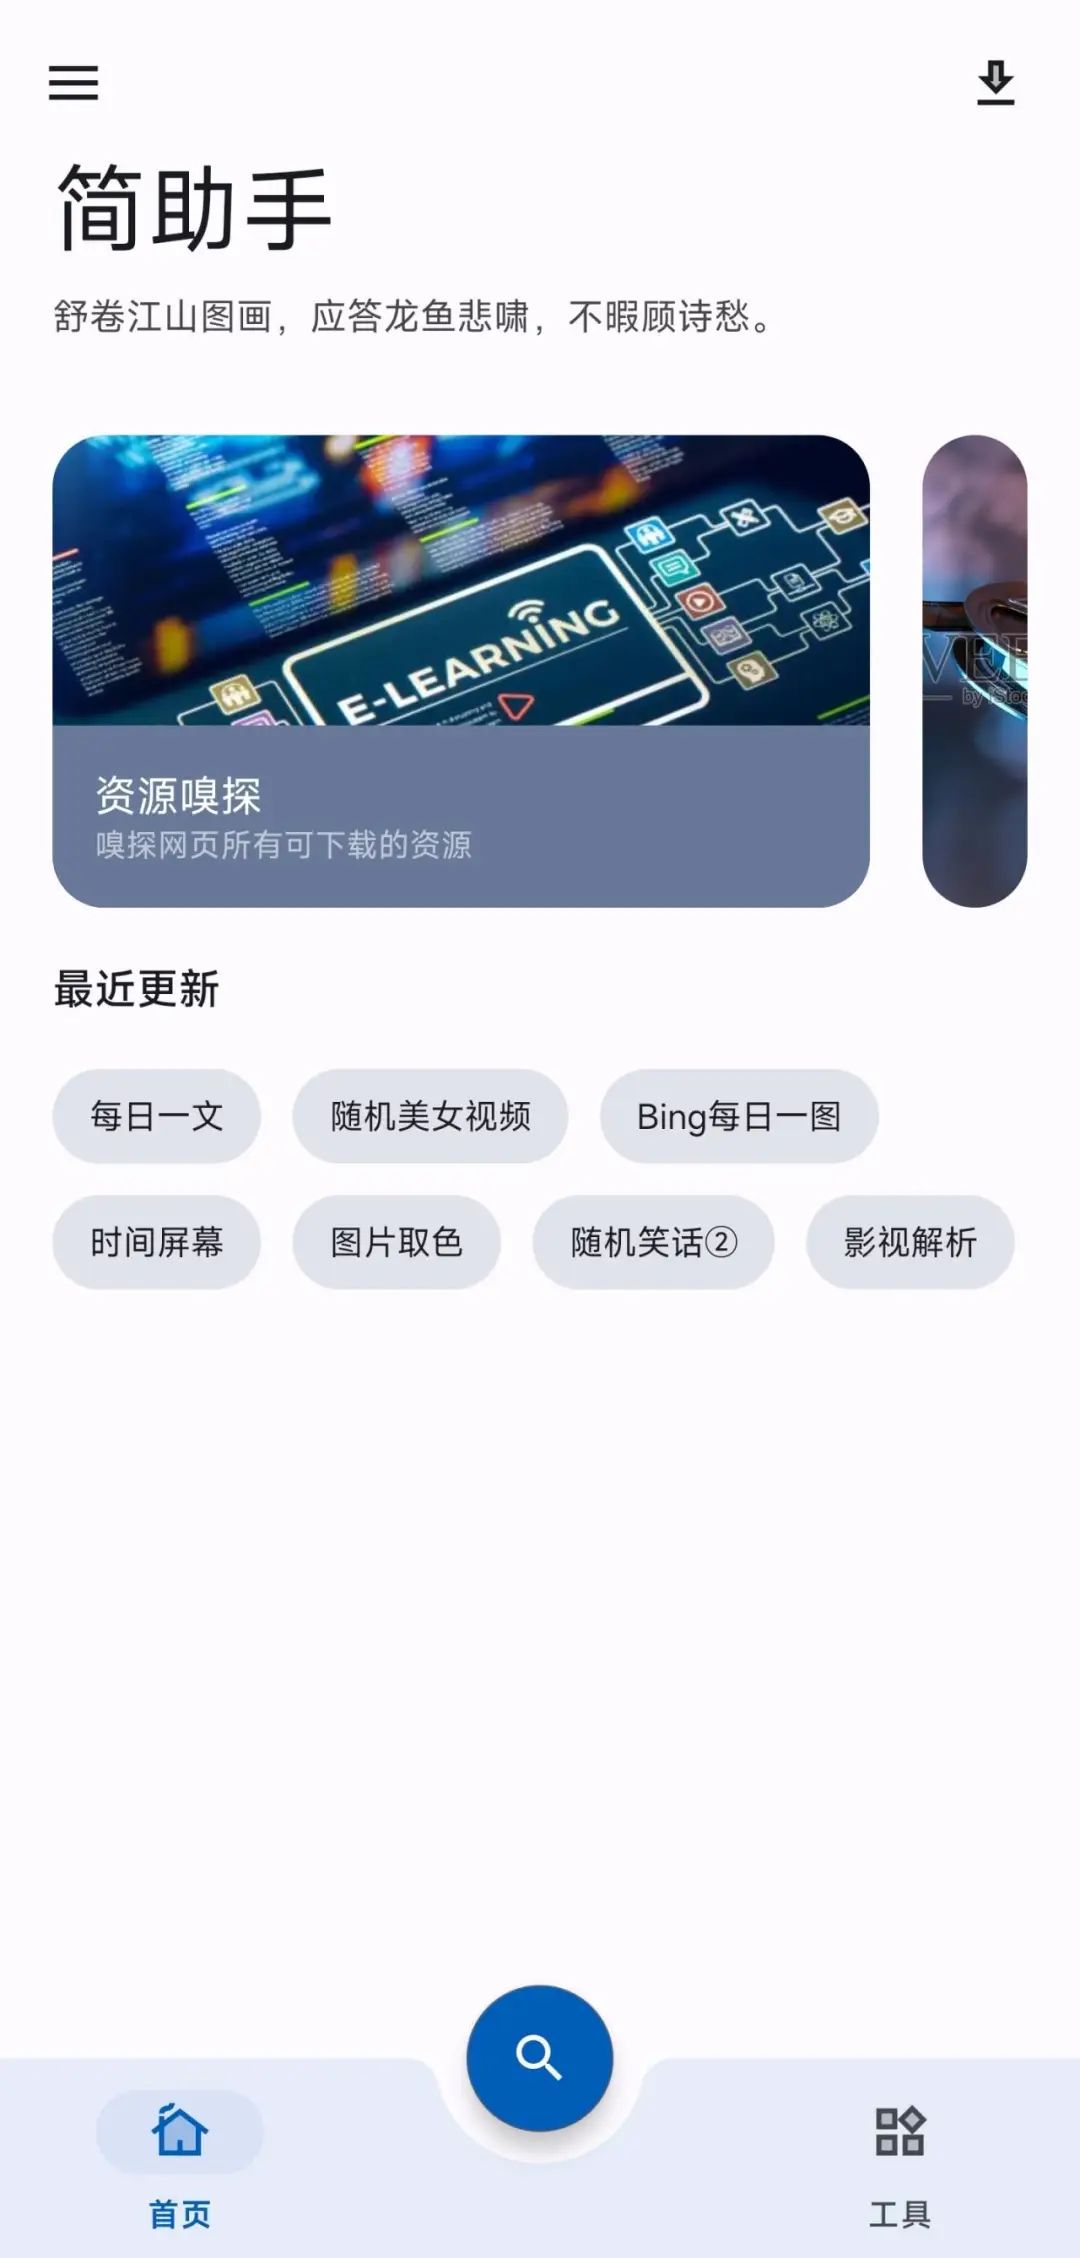 简助手
舒卷江山图画，应答龙鱼悲啸，不暇顾诗愁。
E-LEARNING
VEE
by iStoc
资源嗅探
嗅探网页所有可下载的资源
最近更新
每日一文
随机美女视频
Bing每日一图
时间屏幕
图片取色
随机笑话②
影视解析
首页
工具